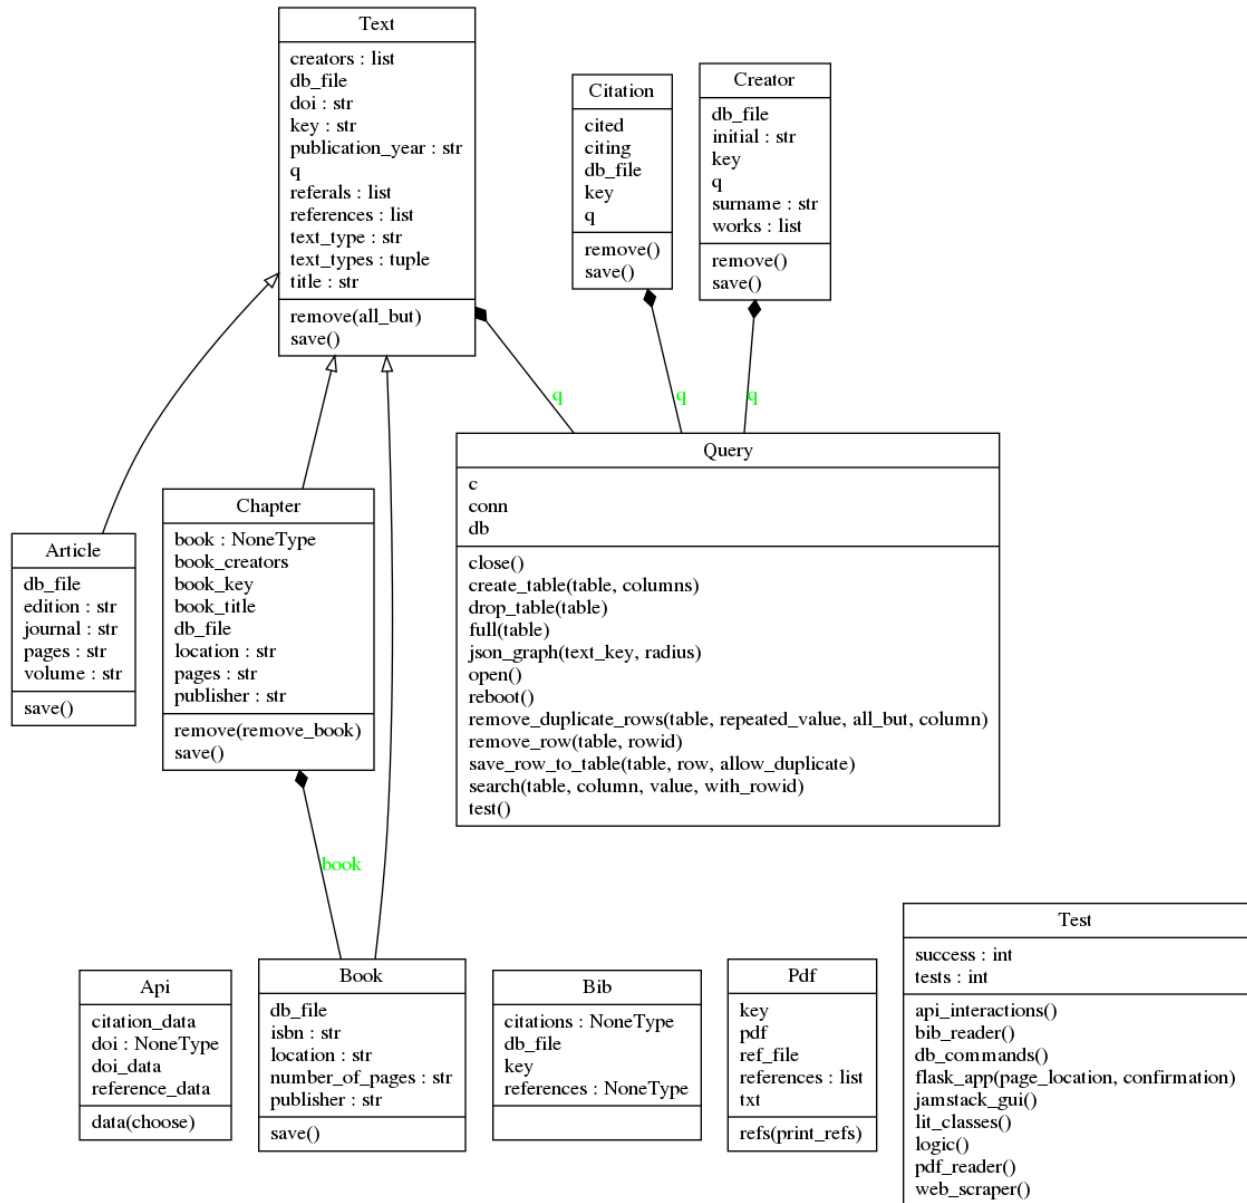 Text
creators : list
db_file
doi : str
key : str
publication_year : str
q
referals : list
references : list
text_type : str
text_types : tuple
title : str
remove(all_but)
save()
Citation
cited
citing
db_file
key
q
remove()
save()
Creator
db_file
initial : str
key
q
surname : str
works : list
remove()
save()
q
q
q
Query
c
conn
db
close()
create_table(table, columns)
drop_table(table)
full(table)
json_graph(text_key, radius)
open()
reboot()
remove_duplicate_rows(table, repeated_value, all_but, column)
remove_row(table, rowid)
save_row_to_table(table, row, allow_duplicate)
search(table, column, value, with_rowid)
test()
Chapter
book : NoneType
book_creators
book_key
book_title
db_file
location : str
pages : str
publisher : str
remove(remove_book)
save()
Article
db_file
edition : str
journal : str
pages : str
volume : str
save()
book
Api
citation_data
doi : NoneType
doi_data
reference_data
data(choose)
Book
db_file
isbn : str
location : str
number_of_pages : str
publisher : str
save()
Bib
citations : NoneType
db_file
key
references : NoneType
Pdf
key
pdf
ref_file
references : list
txt
refs(print_refs)
Test
success : int
tests : int
api_interactions()
bib_reader()
db_commands()
flask_app(page_location, confirmation)
jamstack_gui()
lit_classes()
logic()
pdf_reader()
web_scraper()